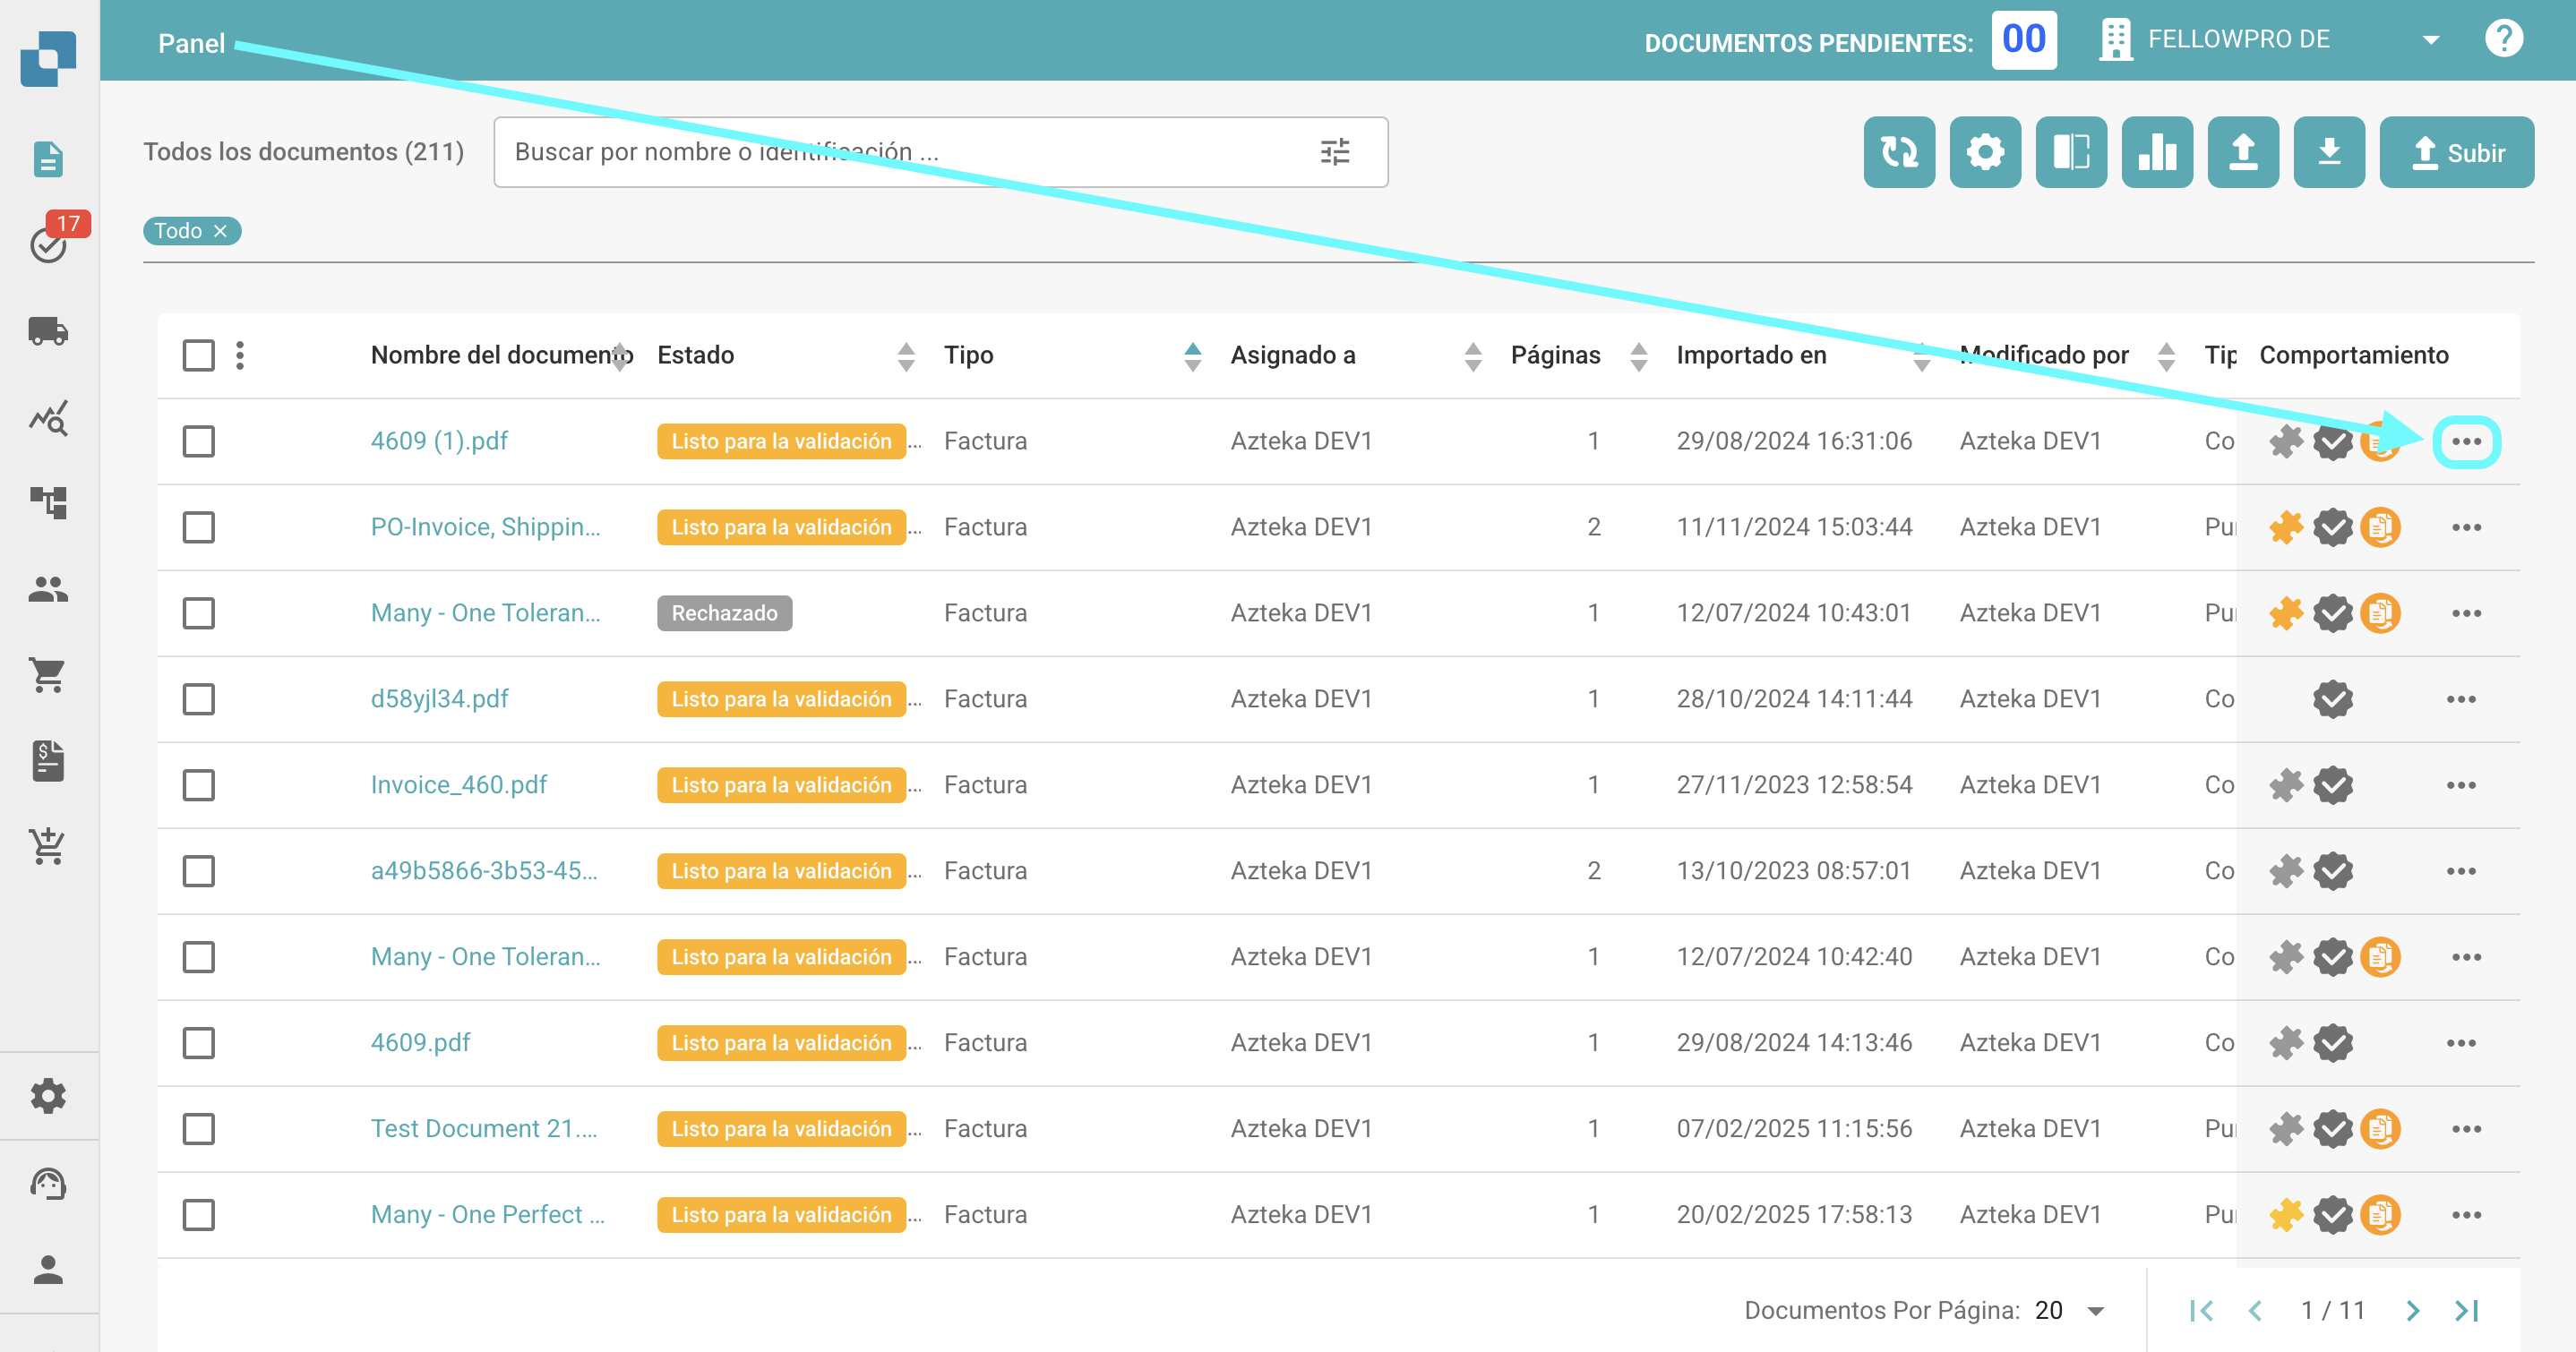 Panel
DOCUMENTOS PENDIENTES: 00 FELLOWPRO DE ?
Todos los documentos (211) Buscar por nombre o identificación ... Subir
17
Todo ×
Nombre del documento Estado Tipo Asignado a Páginas Importado en Modificado por Tip Comportamiento
4609 (1).pdf Listo para la validación ... Factura Azteka DEV1 1 29/08/2024 16:31:06 Azteka DEV1 Co
PO-Invoice, Shippin... Listo para la validación ... Factura Azteka DEV1 2 11/11/2024 15:03:44 Azteka DEV1 Pu
Many - One Toleran... Rechazado Factura Azteka DEV1 1 12/07/2024 10:43:01 Azteka DEV1 Pu
d58yjl34.pdf Listo para la validación ... Factura Azteka DEV1 1 28/10/2024 14:11:44 Azteka DEV1 Co
Invoice_460.pdf Listo para la validación ... Factura Azteka DEV1 1 27/11/2023 12:58:54 Azteka DEV1 Co
a49b5866-3b53-45... Listo para la validación ... Factura Azteka DEV1 2 13/10/2023 08:57:01 Azteka DEV1 Co
Many - One Toleran... Listo para la validación ... Factura Azteka DEV1 1 12/07/2024 10:42:40 Azteka DEV1 Co
4609.pdf Listo para la validación ... Factura Azteka DEV1 1 29/08/2024 14:13:46 Azteka DEV1 Co
Test Document 21.... Listo para la validación ... Factura Azteka DEV1 1 07/02/2025 11:15:56 Azteka DEV1 Pu
Many - One Perfect ... Listo para la validación ... Factura Azteka DEV1 1 20/02/2025 17:58:13 Azteka DEV1 Pu
Documentos Por Página: 20 1 / 11